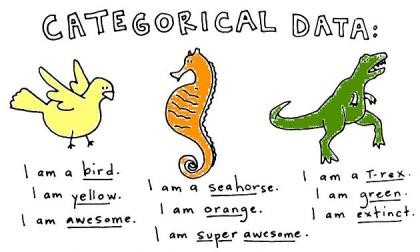 CATEGORICAL DATA:
I am a bird.
I am yellow.
I am awesome.
I am a seahorse.
I am orange.
I am super awesome.
I am a T-rex.
I am green.
I am extinct.